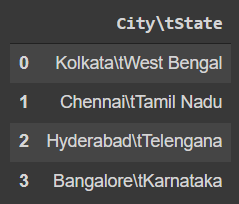 City\tState
0 Kolkata\tWest Bengal
1 Chennai\tTamil Nadu
2 Hyderabad\tTelengana
3 Bangalore\tKarnataka